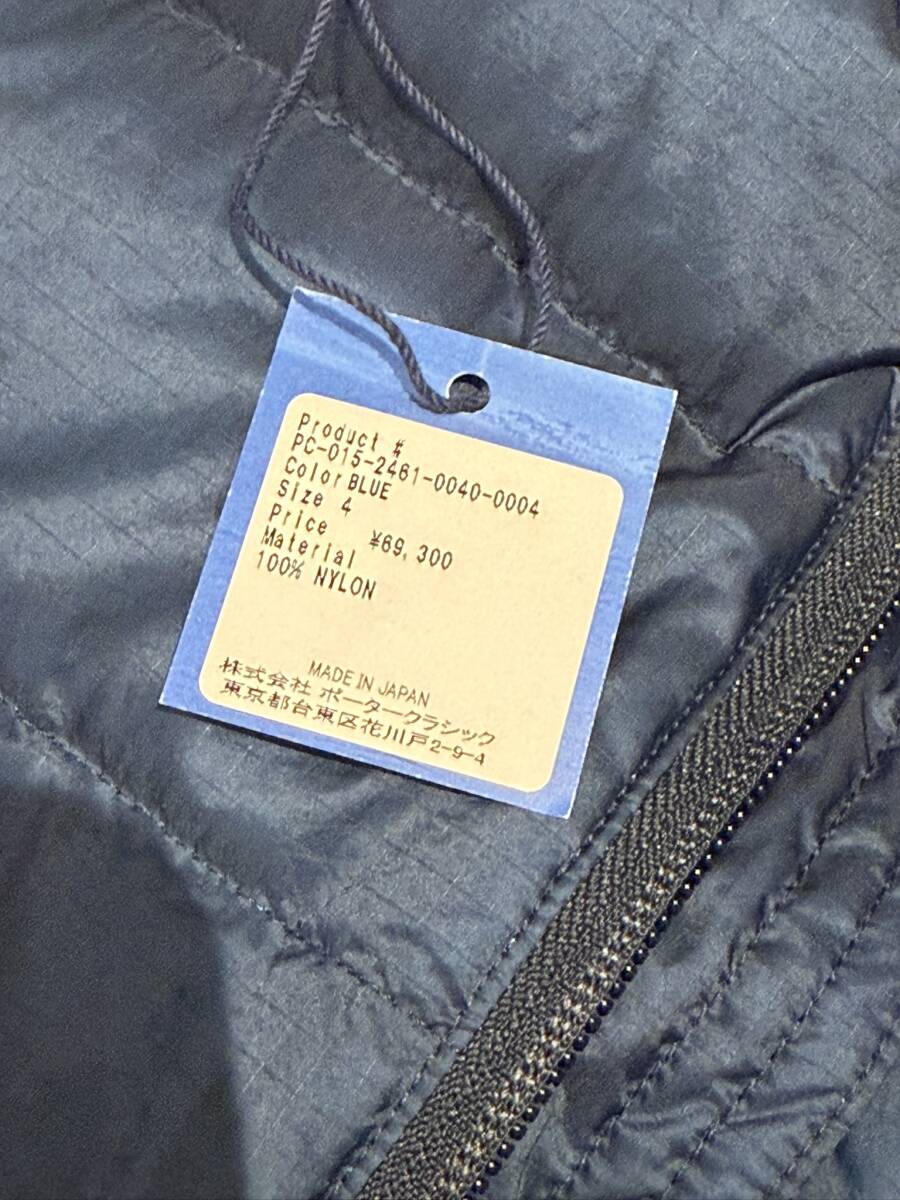 Product #
PC-015-2461-0040-0004
Color BLUE
Size 4
Price ¥69,300
Material
100% NYLON
MADE IN JAPAN
株式会社 ポータークラシック
東京都台東区花川戸2-9-4